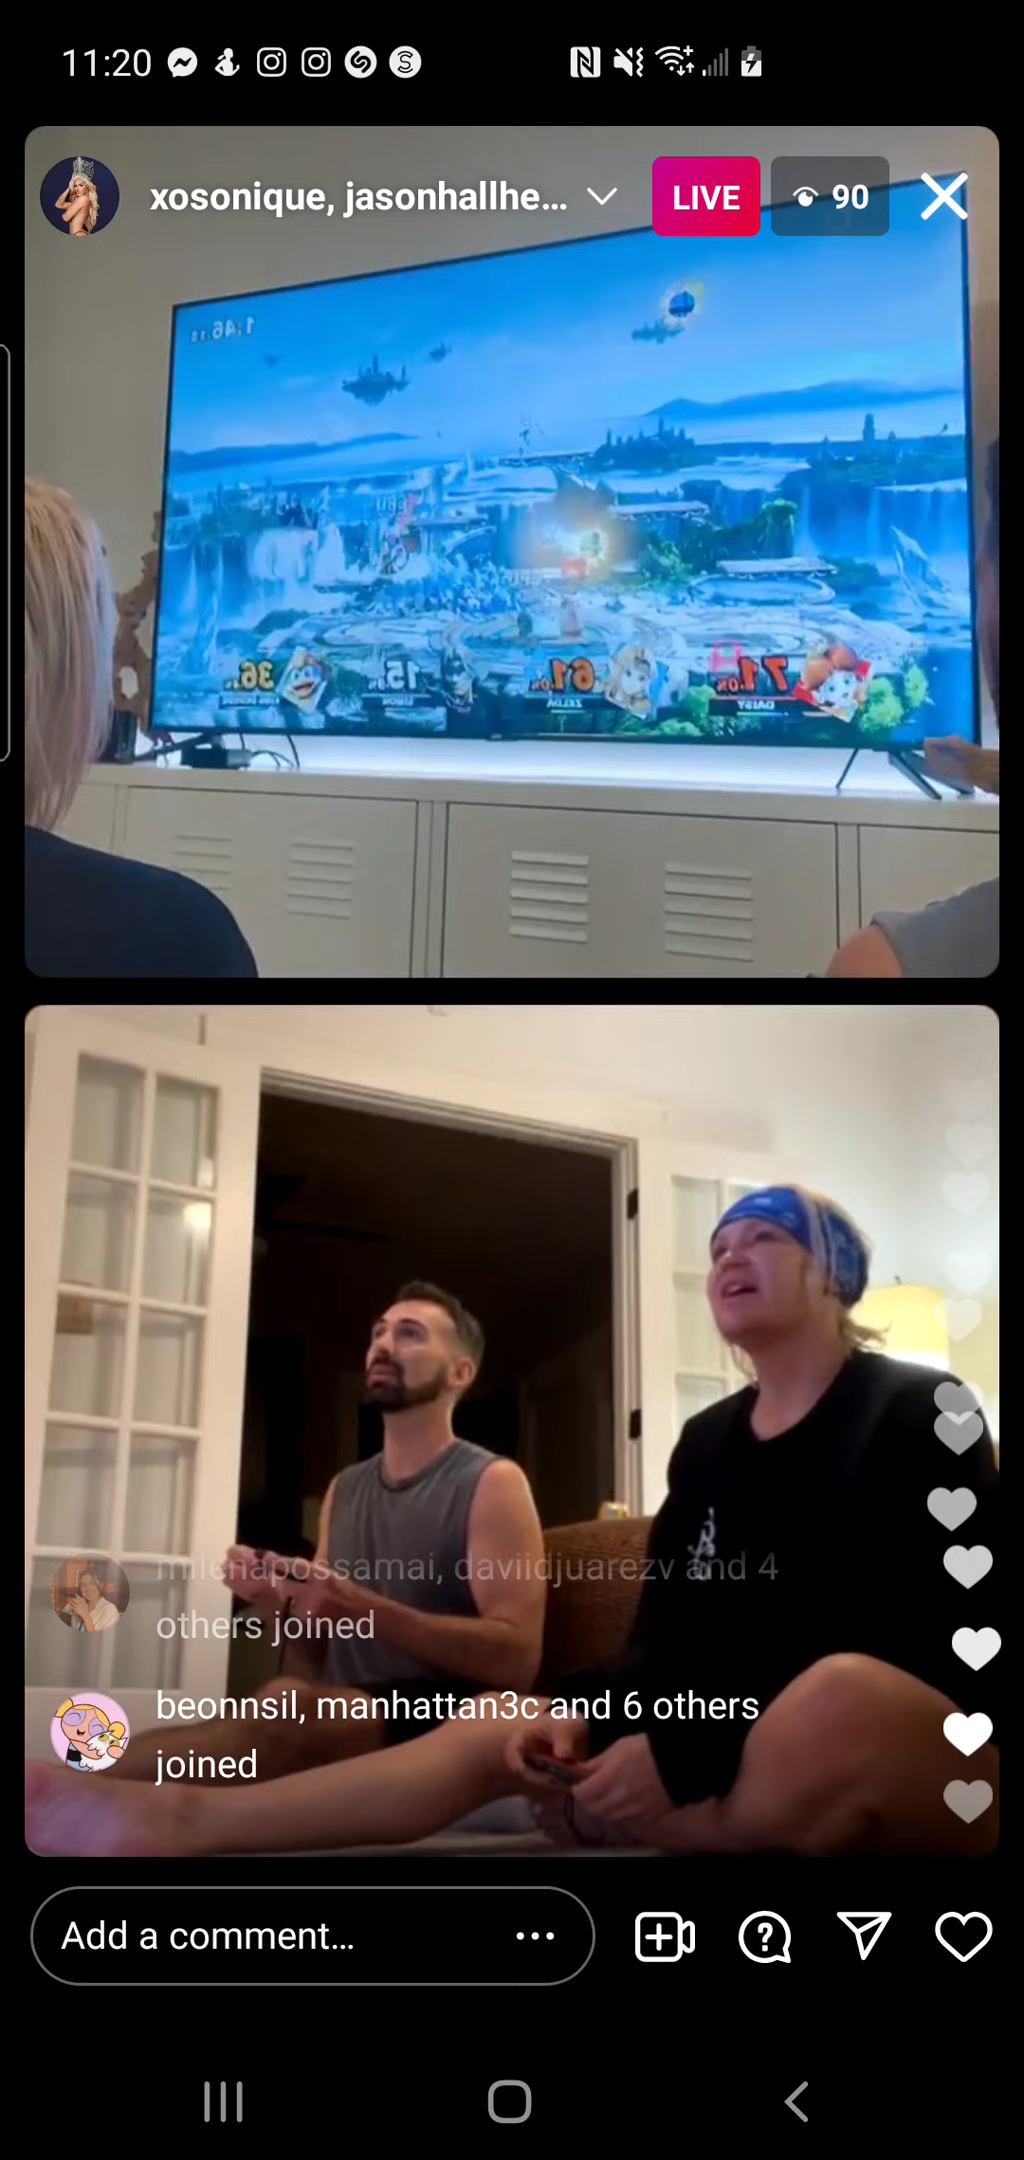 11:20
xosonique, jasonhallhe...
LIVE
90
1:46
36
15
61
71
ZELDA
DAISY
milenapossamai, daviidjuarezv and 4
others joined
beonnsil, manhattan3c and 6 others
joined
Add a comment...